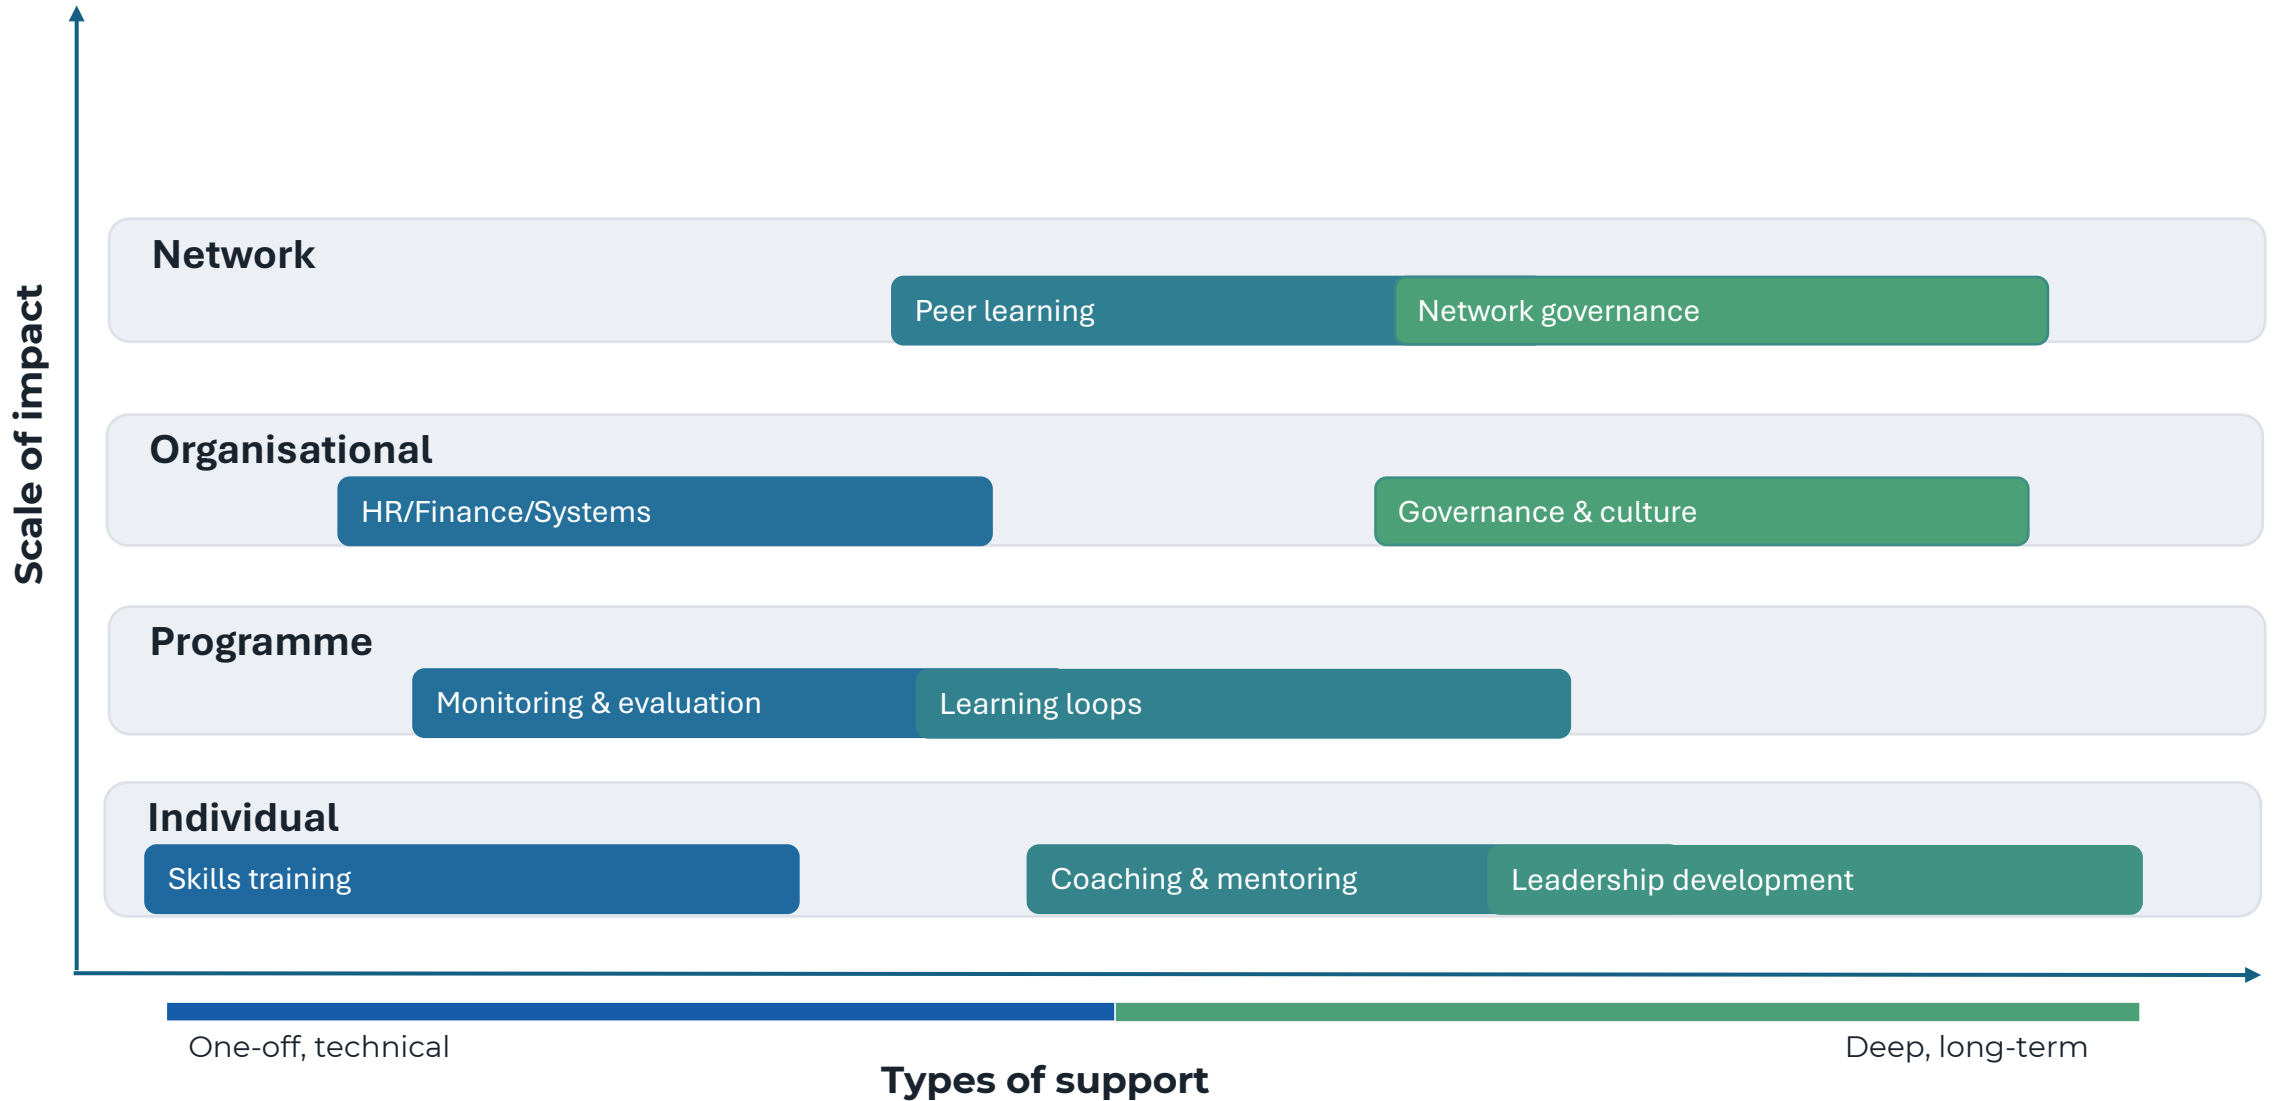 Scale of impact
Network
Peer learning
Network governance
Organisational
HR/Finance/Systems
Governance & culture
Programme
Monitoring & evaluation
Learning loops
Individual
Skills training
Coaching & mentoring
Leadership development
One-off, technical
Deep, long-term
Types of support